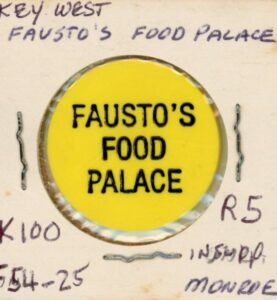 KEY WEST
FAUSTO'S FOOD PALACE
FAUSTO'S
FOOD
PALACE
R5
K100
554-25
MONROE